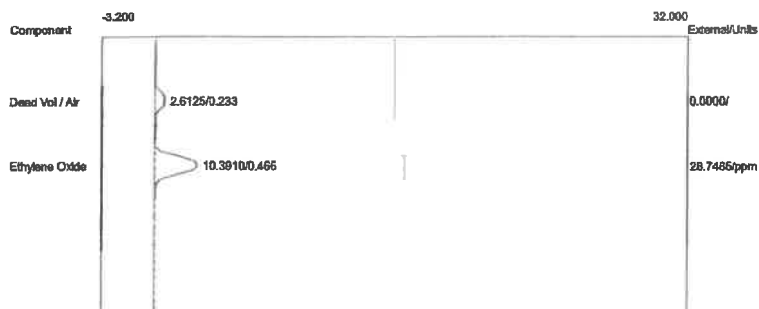 -3.200 32.000
Component External/Units
Dead Vol / Air 2.6125/0.233 0.0000/
Ethylene Oxide 10.3910/0.466 28.7485/ppm